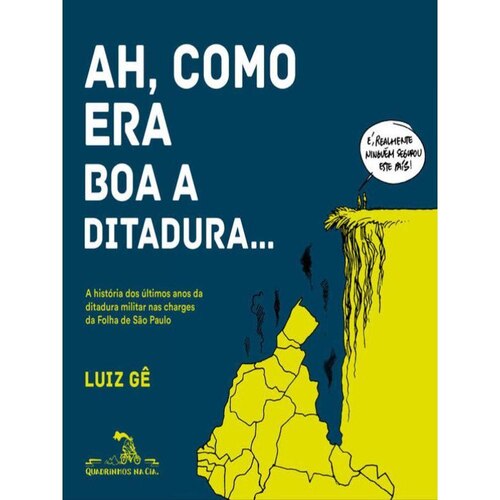 AH, COMO
ERA
BOA A
DITADURA...
É, REALMENTE
NINGUÉM SEGUROU
ESTE PAÍS!
A história dos últimos anos da
ditadura militar nas charges
da Folha de São Paulo
LUIZ GÊ
QUADRINHOS NA CIA.